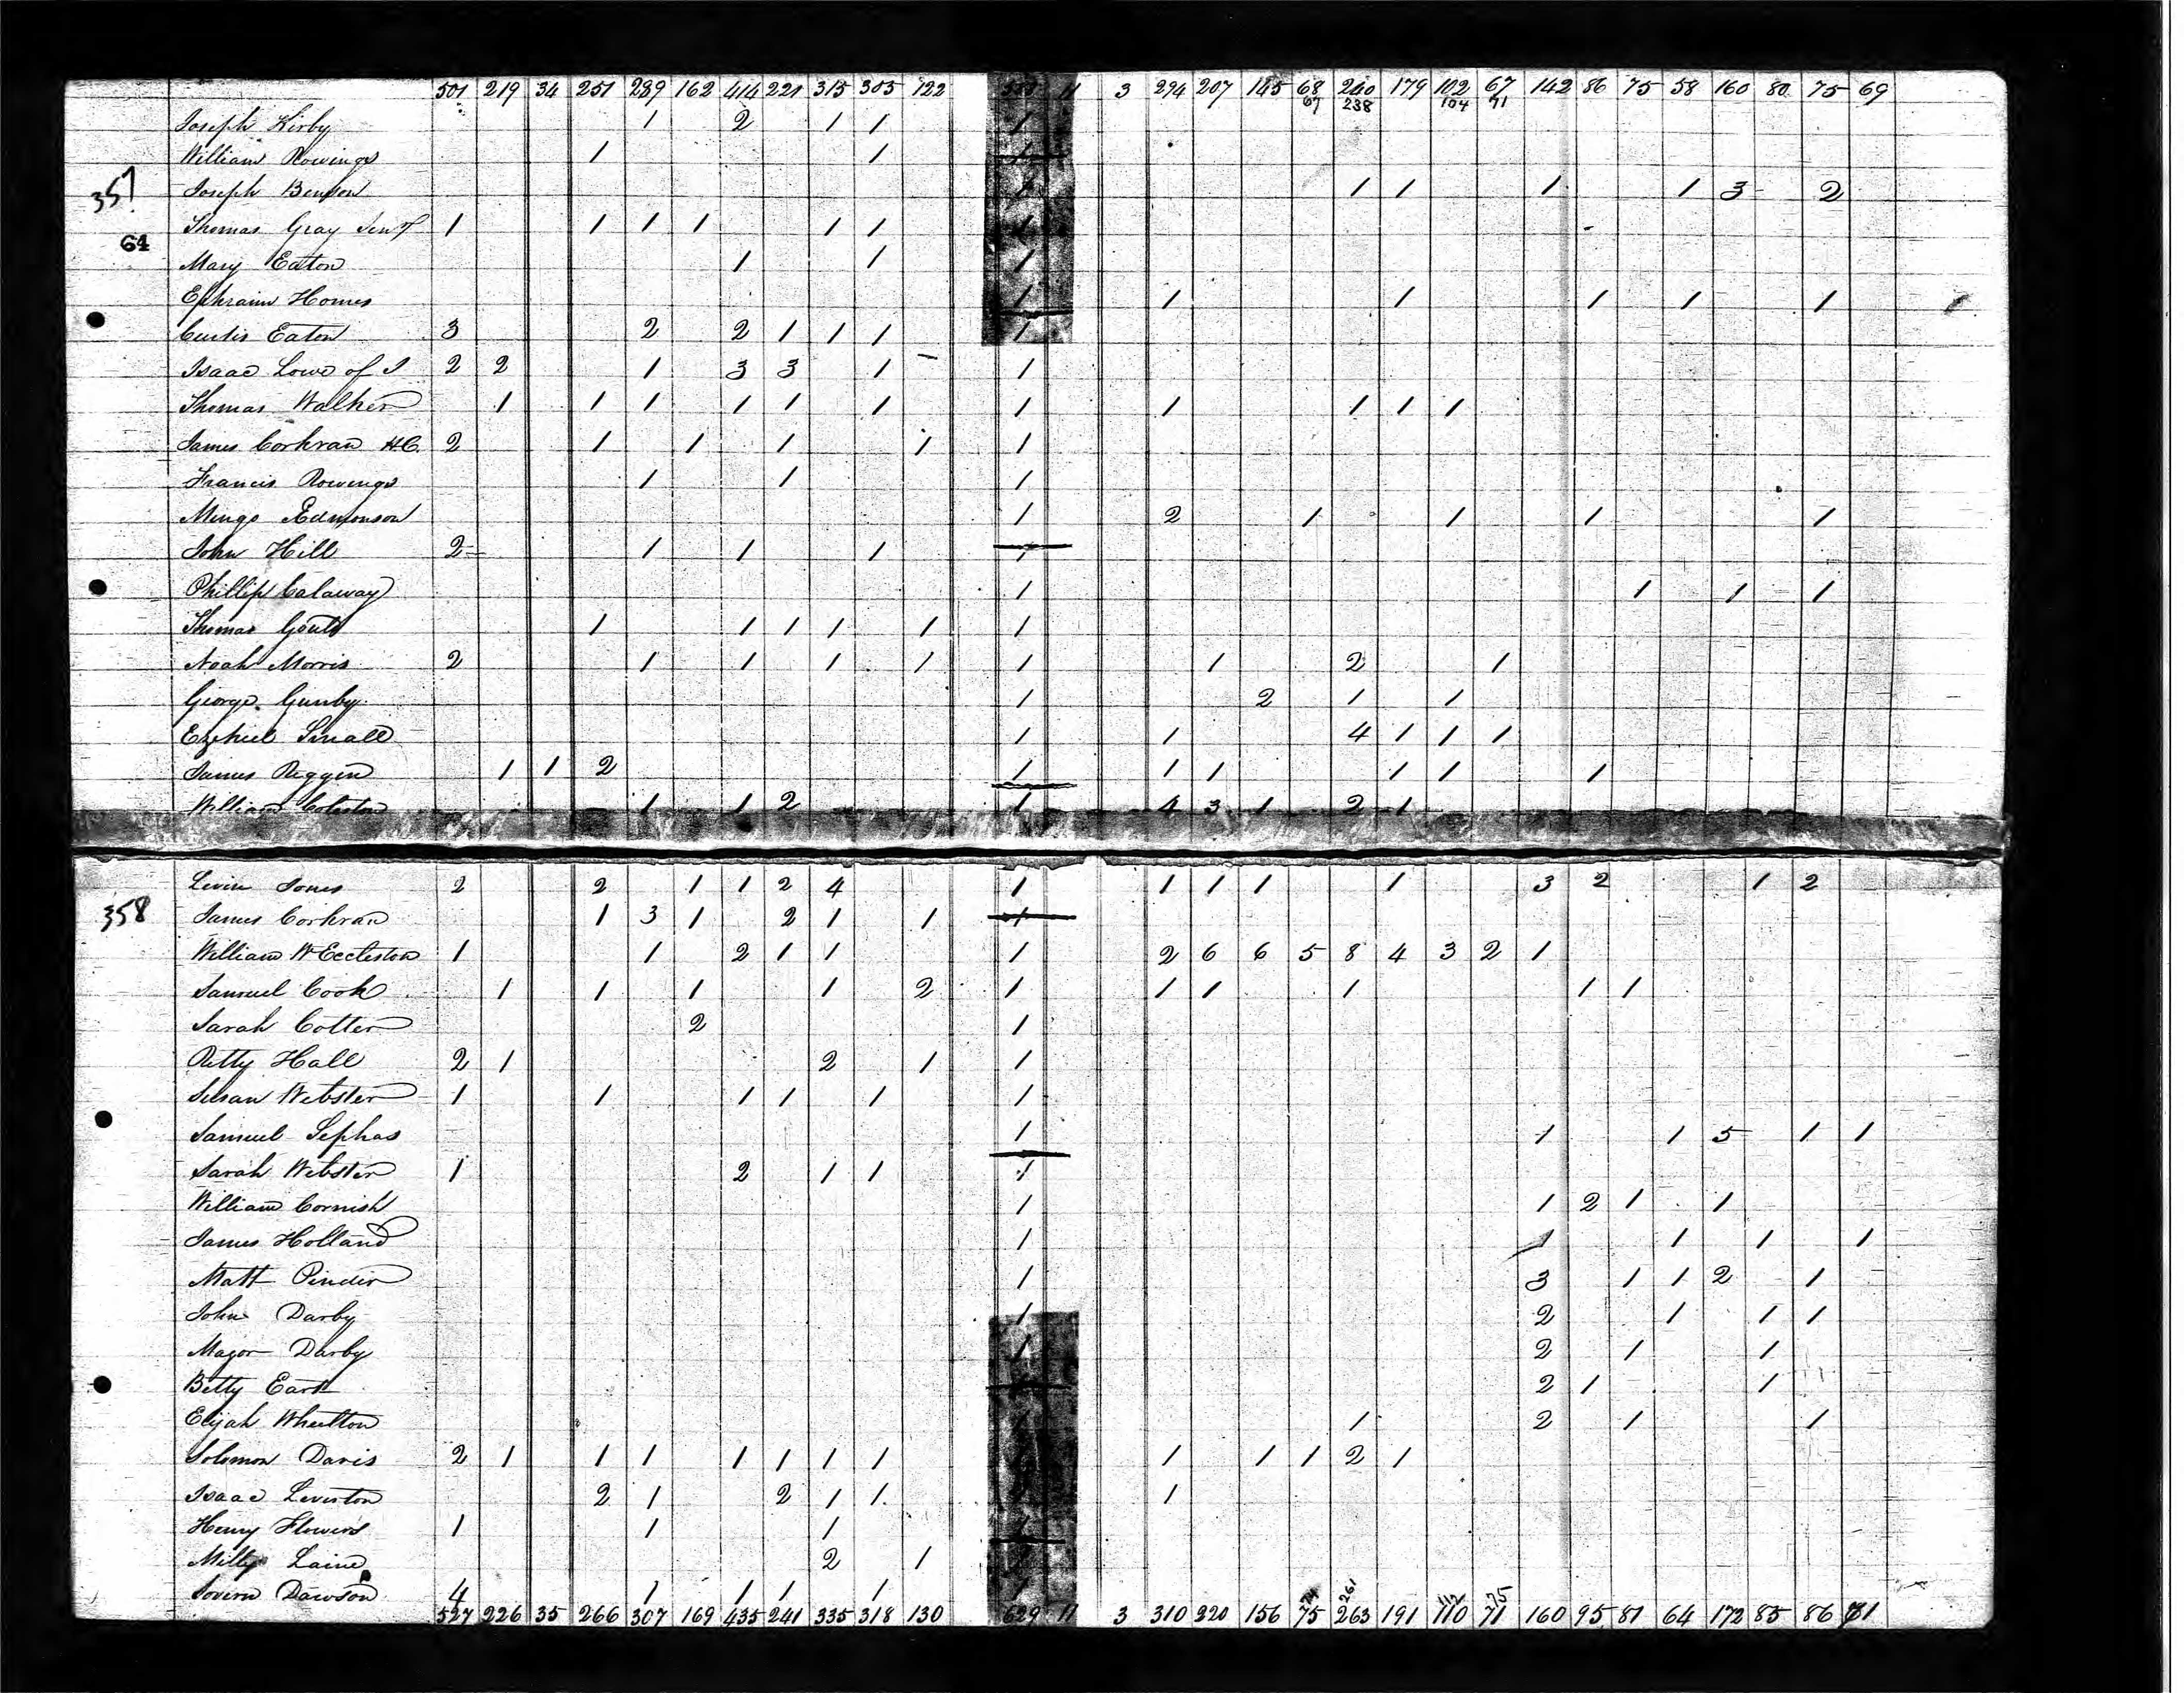 501 219 34 251 289 162 414 221 313 305 122 11 3 294 207 145 68 240 179 102 67 142 86 75 58 160 80 75 69
67 238 104 71
Joseph Kirby 1 2 1 1 1
William Rowings 1 1 1
357 Joseph Benson 1 1 1 1 3 2
Thomas Gray Senr 1 1 1 1 1 1 1
64
Mary Eaton 1 1 1
Ephraim Homes 1 1 1 1 1 1
Curtis Eaton 3 2 2 1 1 1 1
Isaac Lowe of I 2 2 1 3 3 1 1
Thomas Walker 1 1 1 1 1 1 1 1 1 1 1
James Corkran HC. 2 1 1 1 1 1
Francis Rowings 1 1 1
Mingo Edmonson 1 2 1 1 1 1
John Hill 2 1 1 1 1
Phillip Calaway 1 1 1 1
Thomas 1 1 1 1 1 1
Noah Morris 2 1 1 1 1 1 1 2 1
George Gunby 1 2 1 1
Ezekiel Small 1 1 4 1 1 1
James Reggin 1 1 2 1 1 1 1 1 1
William 1 1 2 1 4 3 1 2 1
Levin Jones 2 2 1 1 2 4 1 1 1 1 1 3 2 1 2
358 James Corkran 1 3 1 2 1 1 1
William W Eccleston 1 1 2 1 1 1 2 6 6 5 8 4 3 2 1
Samuel Cook 1 1 1 1 2 1 1 1 1 1 1
Sarah Cotter 2 1
Hall 2 1 2 1 1
Susan Webster 1 1 1 1 1 1
Samuel Sephas 1 1 1 5 1 1
Sarah Webster 1 2 1 1 1
William Cornish 1 1 2 1 1
James Holland 1 1 1 1 1
Matt Pinder 1 3 1 1 2 1
John Darby 1 2 1 1 1
Major Darby 1 2 1 1
Betty 2 1 1
Elijah Wheelton 1 1 2 1 1
Solomon Davis 2 1 1 1 1 1 1 1 1 1 1 2 1
Isaac Leverton 2 1 2 1 1 1
Henry Flowers 1 1 1 1
Milly Laine 2 1
Dawson 4 1 1 1 1 1
261 112 75
527 226 35 266 307 169 435 241 335 318 130 629 11 3 310 220 156 75 263 191 110 71 160 95 81 64 172 85 86 71